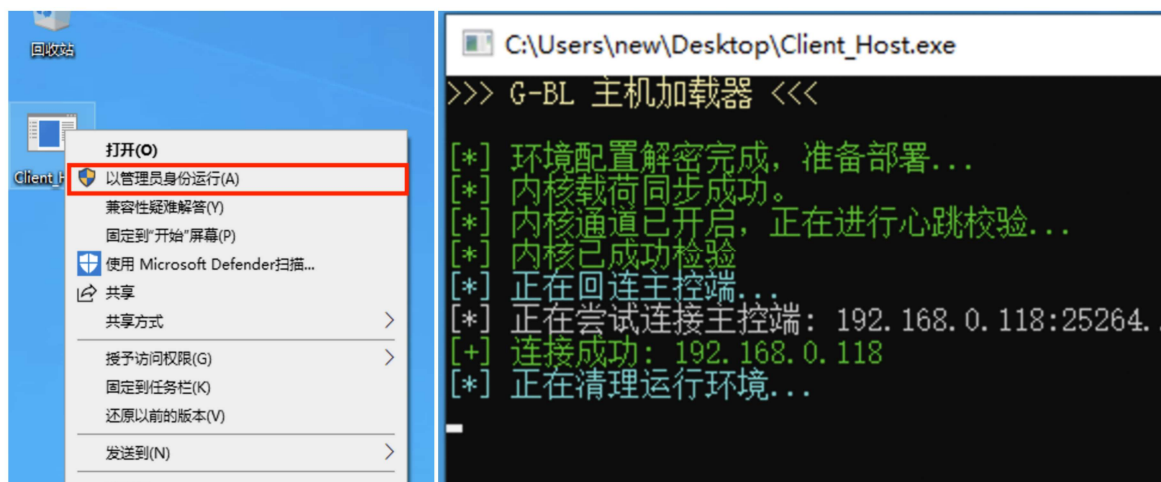 回收站
打开(O)
Client_H
以管理员身份运行(A)
兼容性疑难解答(Y)
固定到"开始"屏幕(P)
使用 Microsoft Defender扫描...
共享
共享方式
授予访问权限(G)
固定到任务栏(K)
还原以前的版本(V)
发送到(N)
C:\Users\new\Desktop\Client_Host.exe
>>> G-BL 主机加载器 <<<
[*] 环境配置解密完成，准备部署...
[*] 内核载荷同步成功。
[*] 内核通道已开启，正在进行心跳校验...
[*] 内核已成功检验
[*] 正在回连主控端...
[*] 正在尝试连接主控端: 192.168.0.118:25264..
[+] 连接成功: 192.168.0.118
[*] 正在清理运行环境...